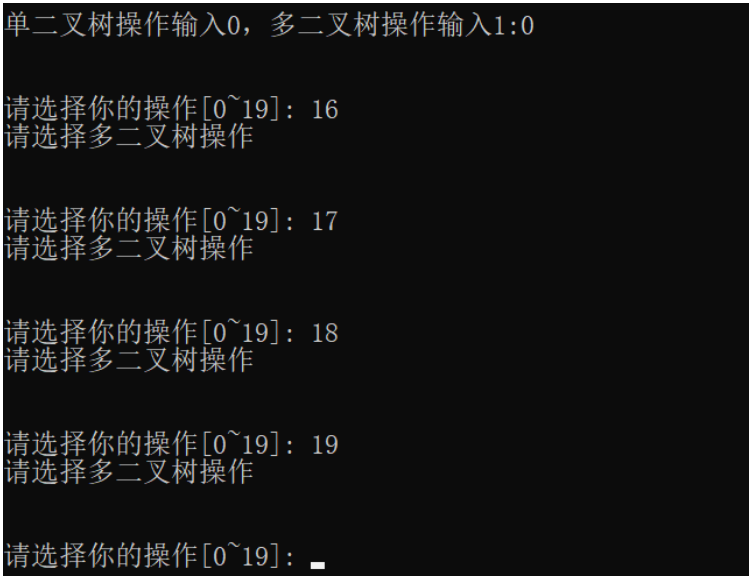 单二叉树操作输入0，多二叉树操作输入1:0
请选择你的操作[0~19]: 16
请选择多二叉树操作
请选择你的操作[0~19]: 17
请选择多二叉树操作
请选择你的操作[0~19]: 18
请选择多二叉树操作
请选择你的操作[0~19]: 19
请选择多二叉树操作
请选择你的操作[0~19]: